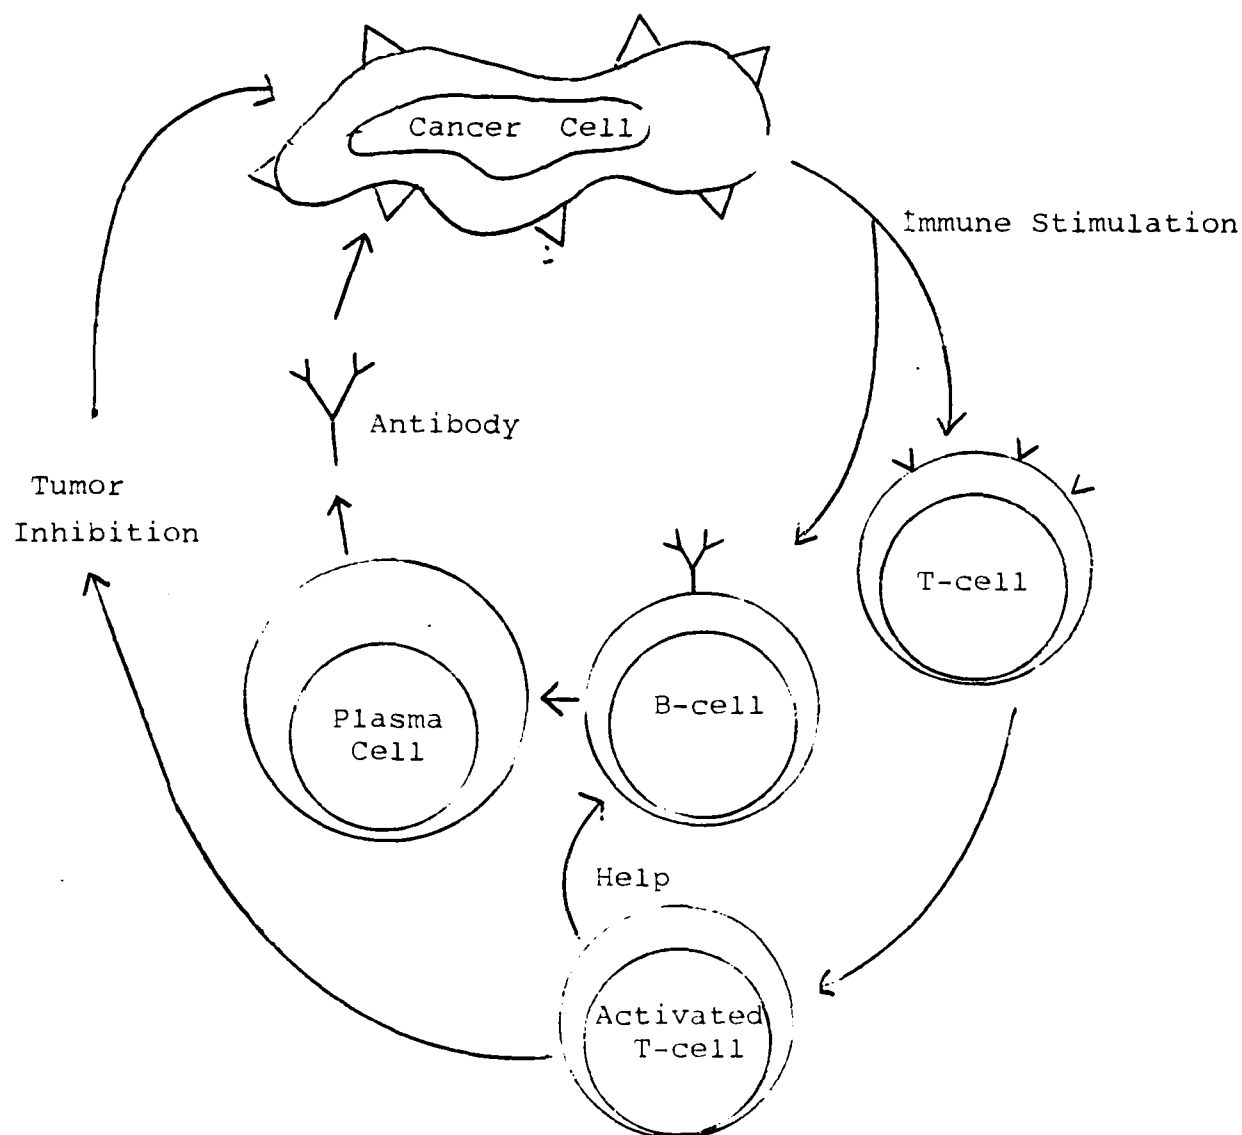 Cancer Cell
Immune Stimulation
Antibody
Tumor
Inhibition
T-cell
B-cell
Plasma
Cell
Help
Activated
T-cell